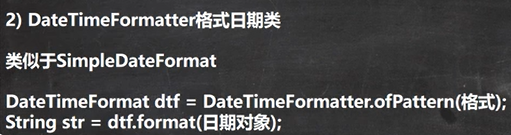 2) DateTimeFormatter格式日期类
类似于SimpleDateFormat
DateTimeFormat dtf = DateTimeFormatter.ofPattern(格式);
String str = dtf.format(日期对象);